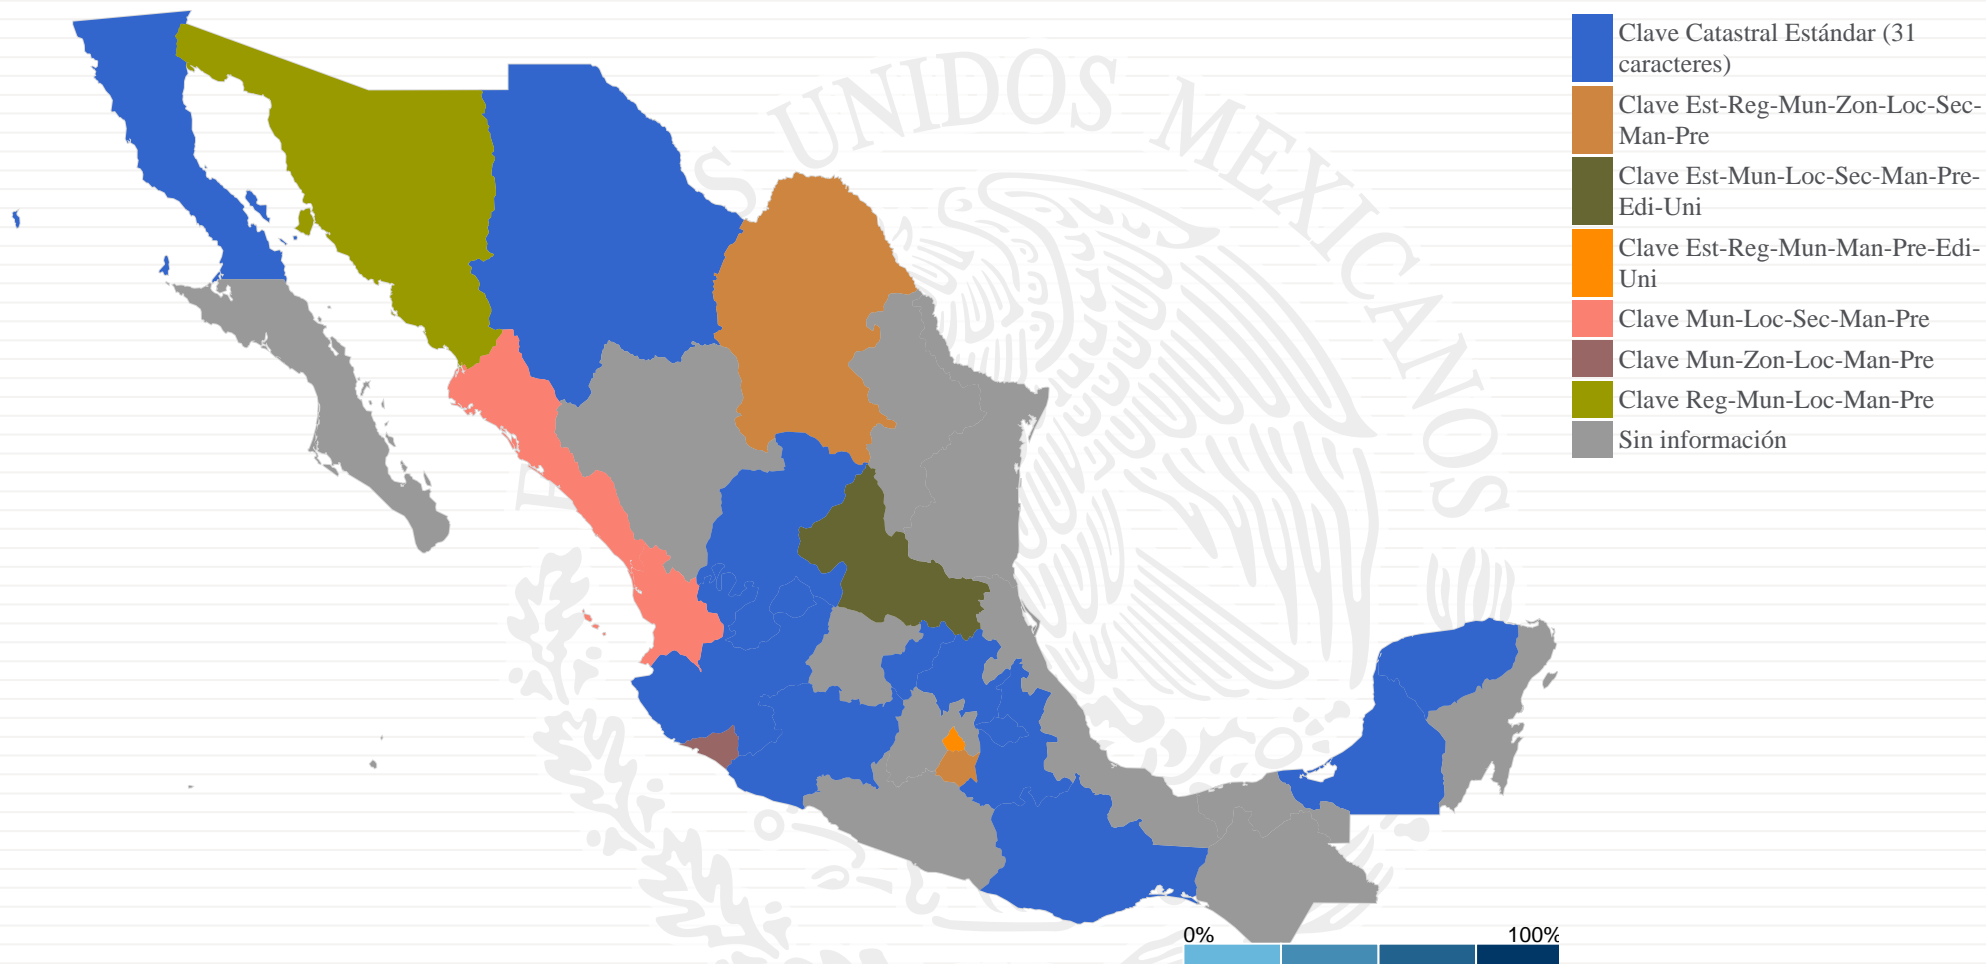 UNIDOS MEXICANOS
Clave Catastral Estándar (31
caracteres)
Clave Est-Reg-Mun-Zon-Loc-Sec-
Man-Pre
Clave Est-Mun-Loc-Sec-Man-Pre-
Edi-Uni
Clave Est-Reg-Mun-Man-Pre-Edi-
Uni
Clave Mun-Loc-Sec-Man-Pre
Clave Mun-Zon-Loc-Man-Pre
Clave Reg-Mun-Loc-Man-Pre
Sin información
0% 100%